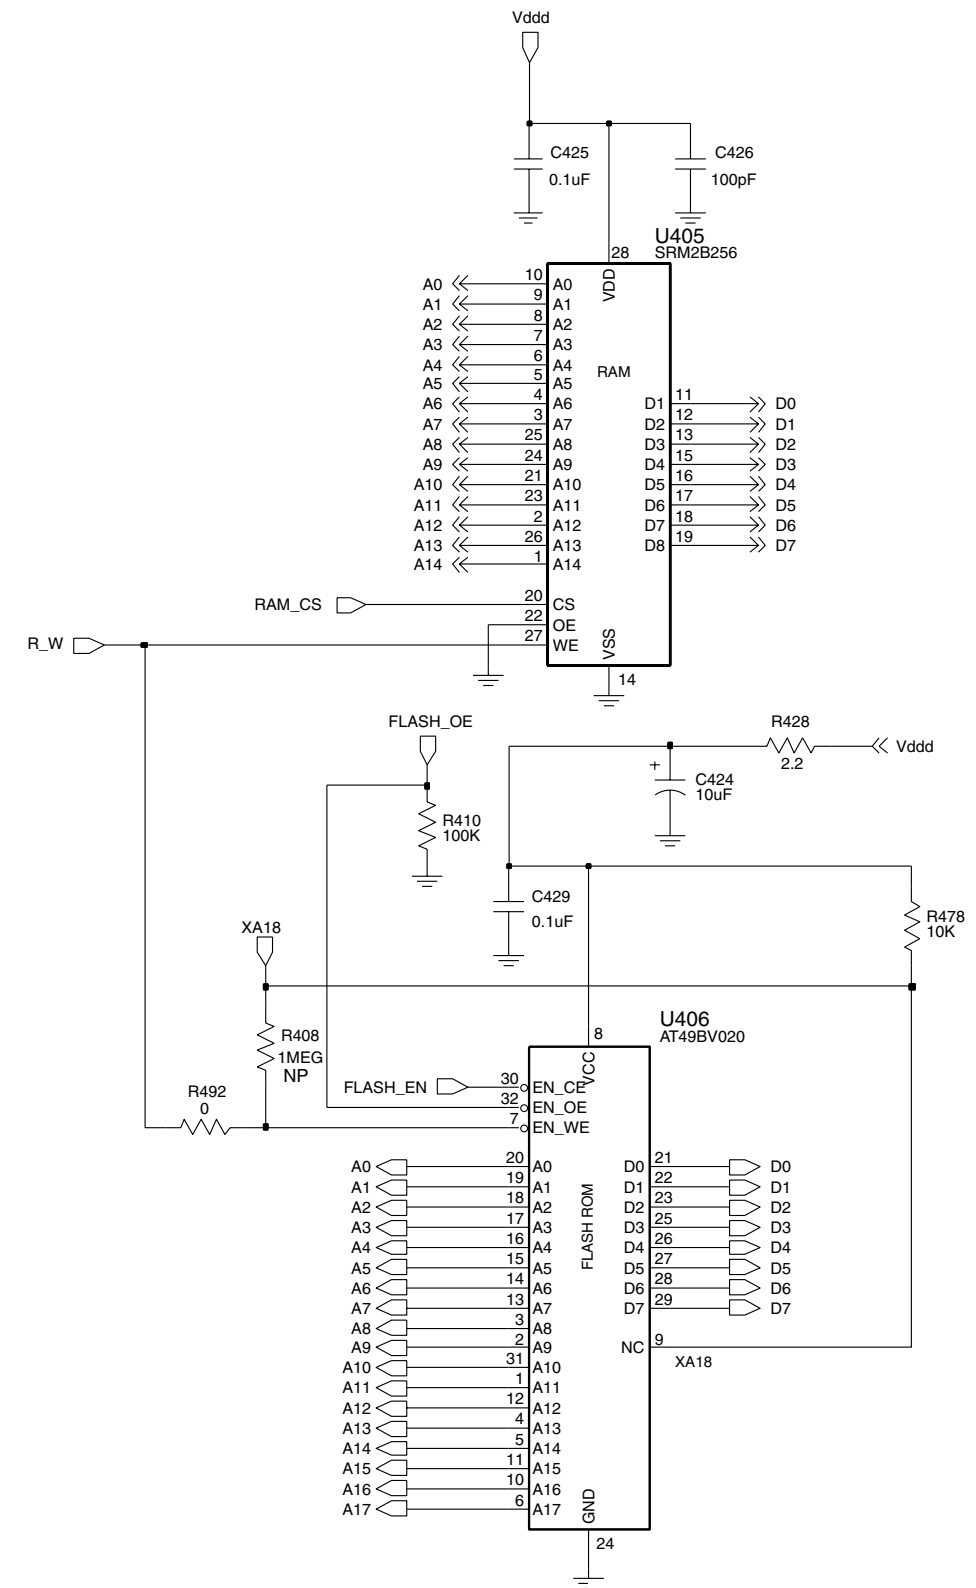 Vddd
C425
0.1uF
C426
100pF
U405
SRM2B256
28
VDD
RAM
A0 10 A0
A1 9 A1
A2 8 A2
A3 7 A3
A4 6 A4
A5 5 A5
A6 4 A6 D1 11 D0
A7 3 A7 D2 12 D1
A8 25 A8 D3 13 D2
A9 24 A9 D4 15 D3
A10 21 A10 D5 16 D4
A11 23 A11 D6 17 D5
A12 2 A12 D7 18 D6
A13 26 A13 D8 19 D7
A14 1 A14
RAM_CS 20 CS
22 OE
R_W 27 WE
VSS
14
FLASH_OE
R410
100K
R428
2.2
Vddd
+
C424
10uF
C429
0.1uF
R478
10K
XA18
R408
1MEG
NP
R492
0
U406
AT49BV020
8
VCC
FLASH_EN 30 EN_CE
32 EN_OE
7 EN_WE
FLASH ROM
A0 20 A0 D0 21 D0
A1 19 A1 D1 22 D1
A2 18 A2 D2 23 D2
A3 17 A3 D3 25 D3
A4 16 A4 D4 26 D4
A5 15 A5 D5 27 D5
A6 14 A6 D6 28 D6
A7 13 A7 D7 29 D7
A8 3 A8
A9 2 A9 NC 9
XA18
A10 31 A10
A11 1 A11
A12 12 A12
A13 4 A13
A14 5 A14
A15 11 A15
A16 10 A16
A17 6 A17
GND
24